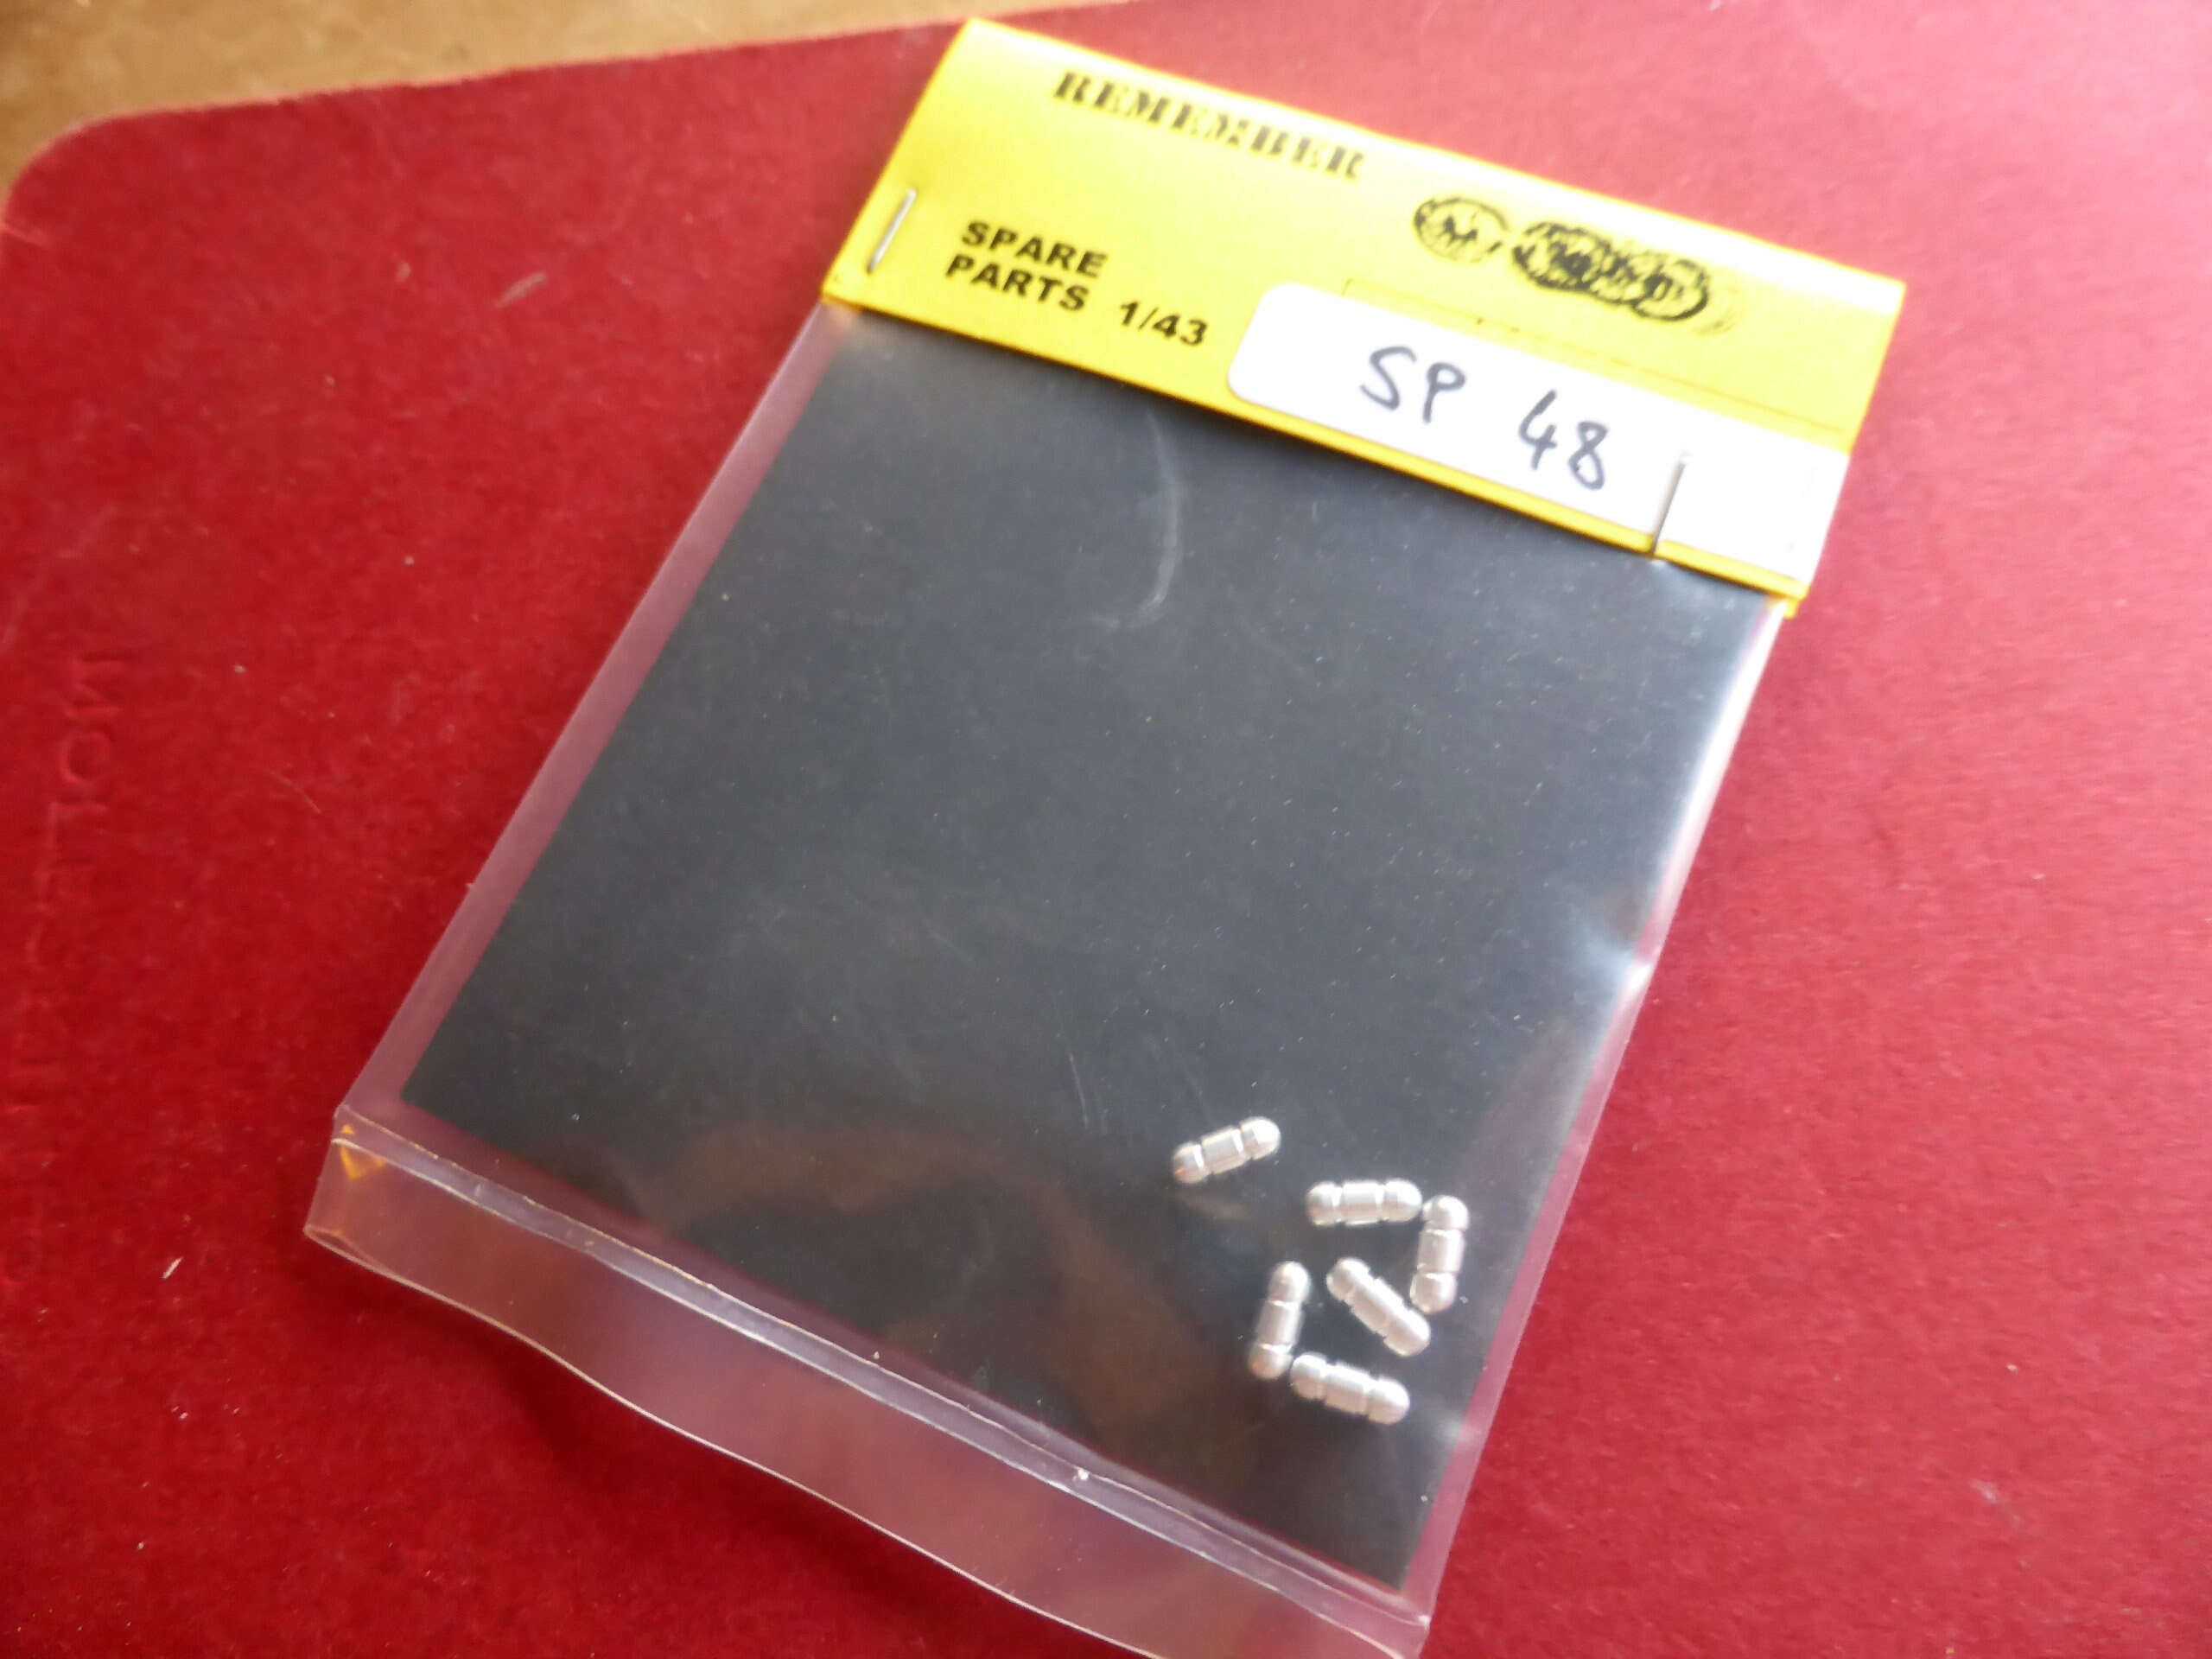 REMEMBER
SPARE
PARTS 1/43
SP 48